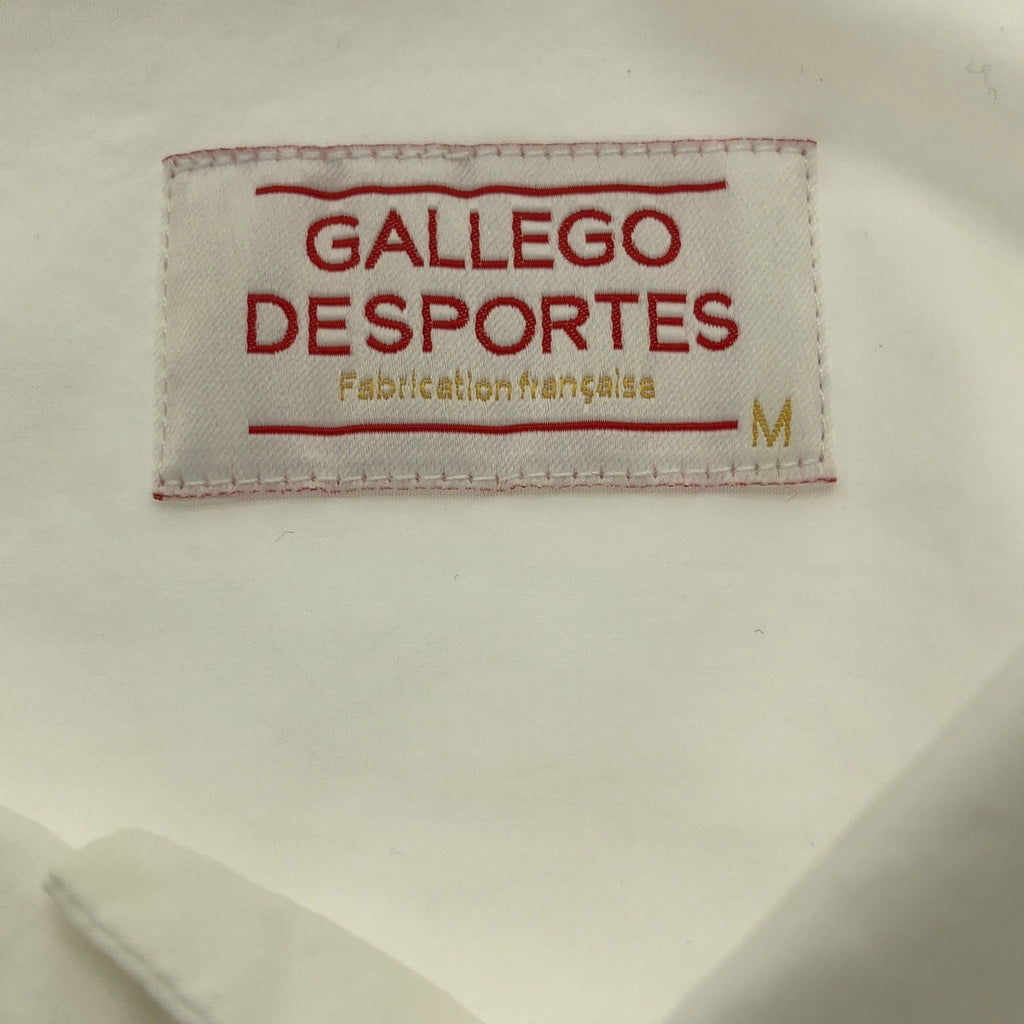 GALLEGO
DESPORTES
Fabrication française
M